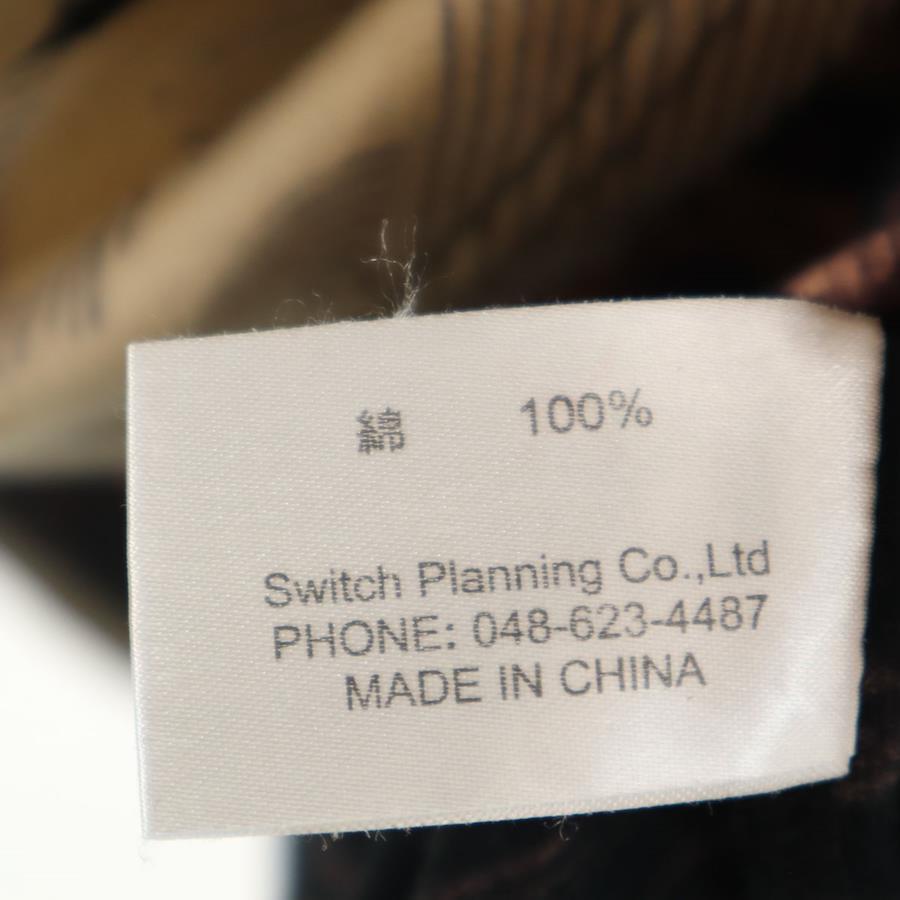 綿 100%
Switch Planning Co.,Ltd
PHONE: 048-623-4487
MADE IN CHINA